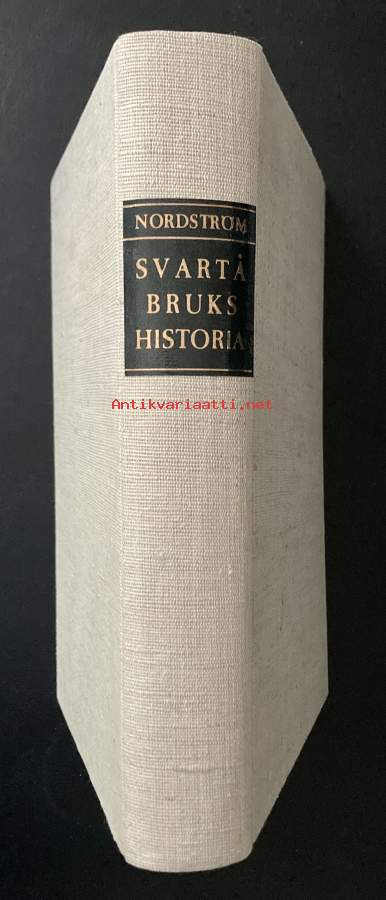 NORDSTRÖM
SVARTÅ
BRUKS
HISTORIA
Antikvariaatti.net